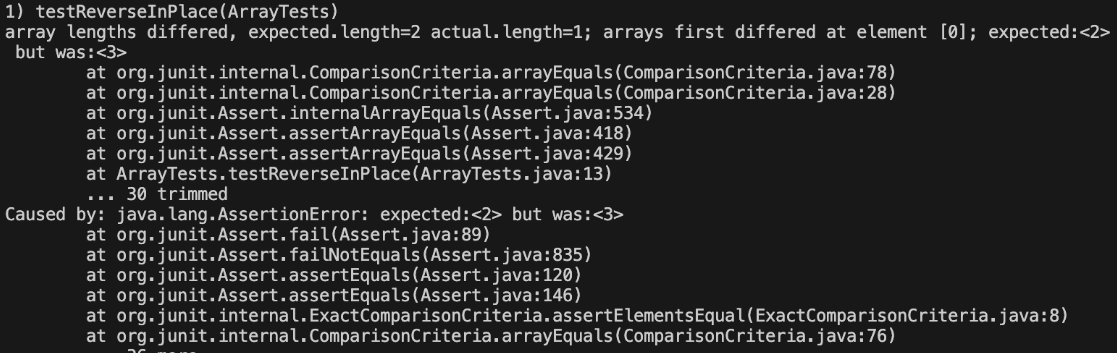 1) testReverseInPlace(ArrayTests)
array lengths differed, expected.length=2 actual.length=1; arrays first differed at element [0]; expected:<2>
 but was:<3>
        at org.junit.internal.ComparisonCriteria.arrayEquals(ComparisonCriteria.java:78)
        at org.junit.internal.ComparisonCriteria.arrayEquals(ComparisonCriteria.java:28)
        at org.junit.Assert.internalArrayEquals(Assert.java:534)
        at org.junit.Assert.assertArrayEquals(Assert.java:418)
        at org.junit.Assert.assertArrayEquals(Assert.java:429)
        at ArrayTests.testReverseInPlace(ArrayTests.java:13)
        ... 30 trimmed
Caused by: java.lang.AssertionError: expected:<2> but was:<3>
        at org.junit.Assert.fail(Assert.java:89)
        at org.junit.Assert.failNotEquals(Assert.java:835)
        at org.junit.Assert.assertEquals(Assert.java:120)
        at org.junit.Assert.assertEquals(Assert.java:146)
        at org.junit.internal.ExactComparisonCriteria.assertElementsEqual(ExactComparisonCriteria.java:8)
        at org.junit.internal.ComparisonCriteria.arrayEquals(ComparisonCriteria.java:76)